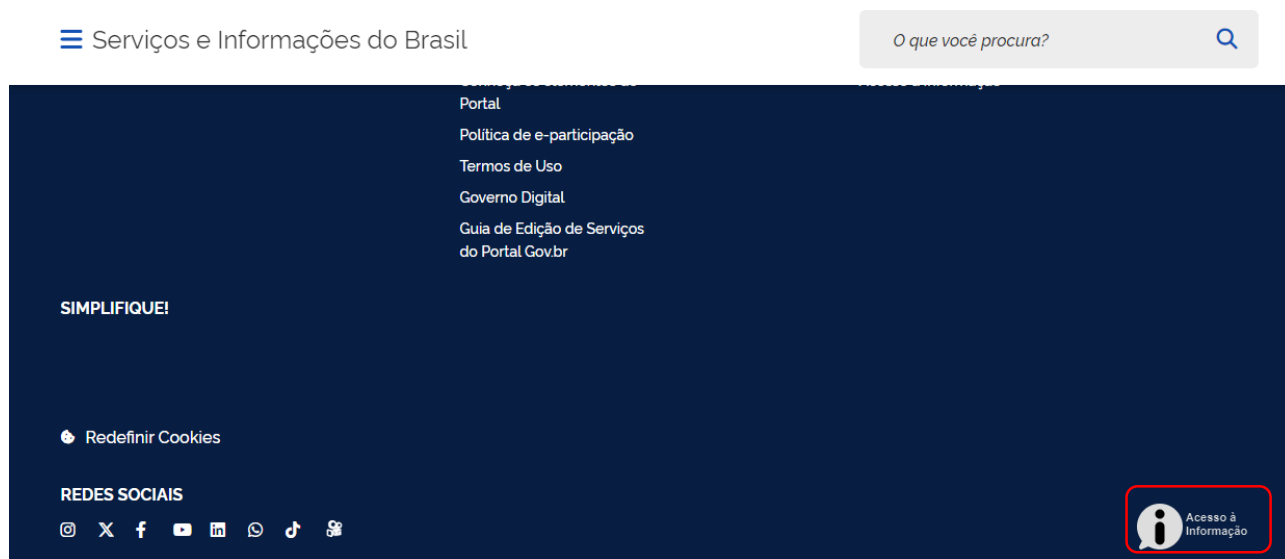 Serviços e Informações do Brasil
O que você procura?
Portal
Política de e-participação
Termos de Uso
Governo Digital
Guia de Edição de Serviços
do Portal Gov.br
SIMPLIFIQUE!
Redefinir Cookies
REDES SOCIAIS
Acesso à
Informação